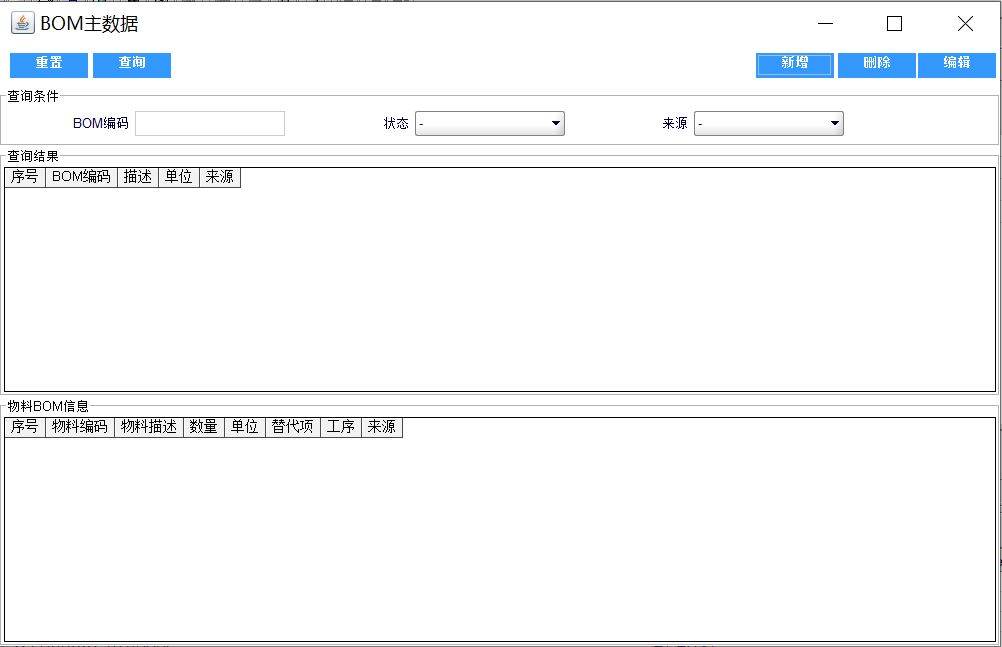 BOM主数据
重置 查询 新增 删除 编辑
查询条件
BOM编码 状态 - 来源 -
查询结果
序号 BOM编码 描述 单位 来源
物料BOM信息
序号 物料编码 物料描述 数量 单位 替代项 工序 来源